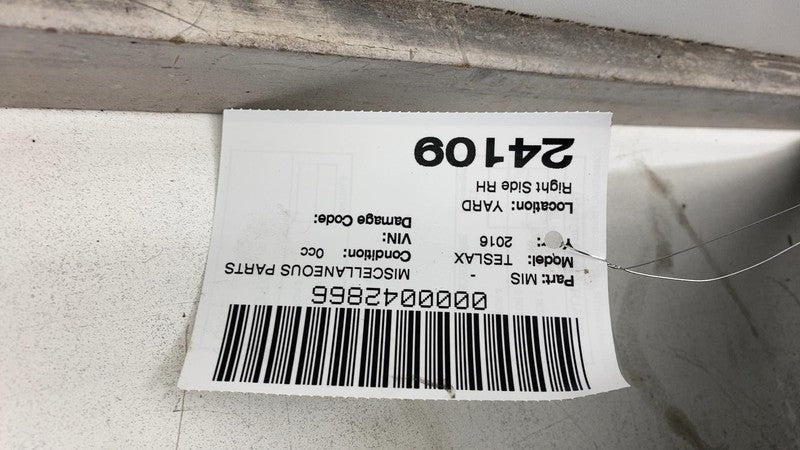 0000042866
Part: MIS - MISCELLANEOUS PARTS
Model: TESLAX Condition: 0cc
2016 VIN:
Location: YARD Damage Code:
Right Side RH
24109